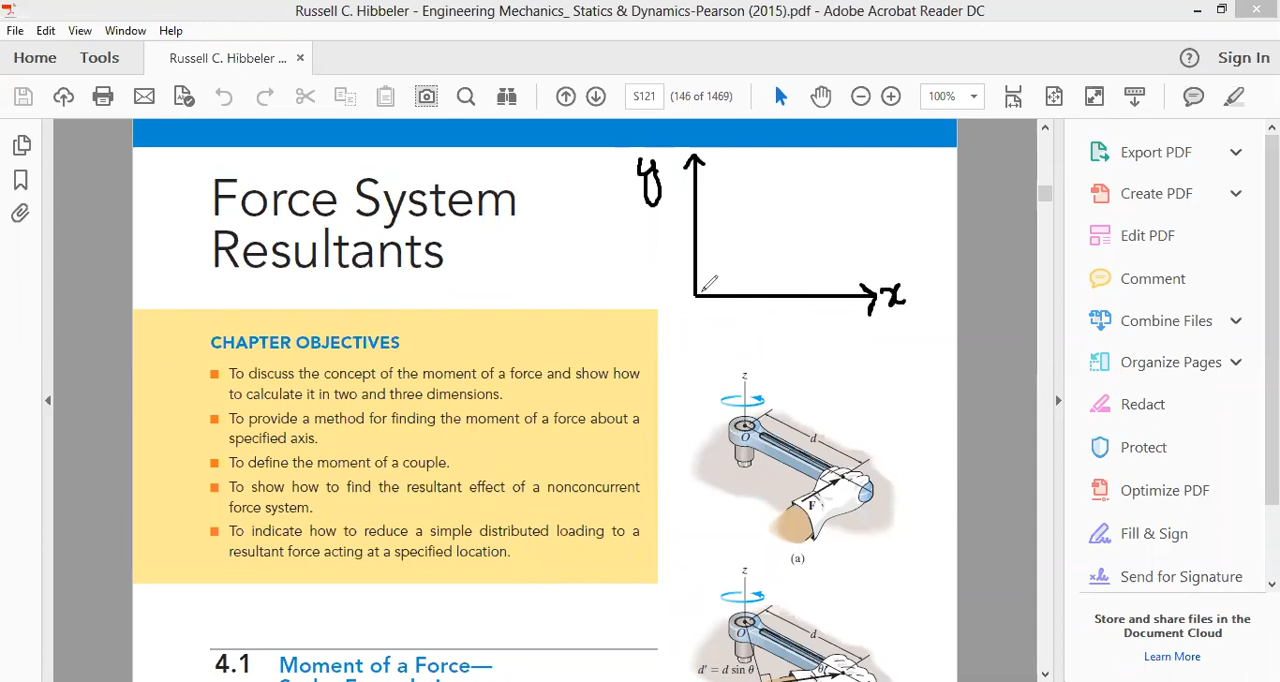 Russell C. Hibbeler - Engineering Mechanics_ Statics & Dynamics-Pearson (2015).pdf - Adobe Acrobat Reader DC
File Edit View Window Help
Home Tools Russell C. Hibbeler ... × Sign In
S121 (146 of 1469) 100%
Force System
Resultants
y
x
CHAPTER OBJECTIVES
To discuss the concept of the moment of a force and show how
to calculate it in two and three dimensions.
To provide a method for finding the moment of a force about a
specified axis.
To define the moment of a couple.
To show how to find the resultant effect of a nonconcurrent
force system.
To indicate how to reduce a simple distributed loading to a
resultant force acting at a specified location.
z
O
d
F
(a)
z
O
d
d' = d sin θ
θ
4.1 Moment of a Force—
Export PDF
Create PDF
Edit PDF
Comment
Combine Files
Organize Pages
Redact
Protect
Optimize PDF
Fill & Sign
Send for Signature
Store and share files in the
Document Cloud
Learn More